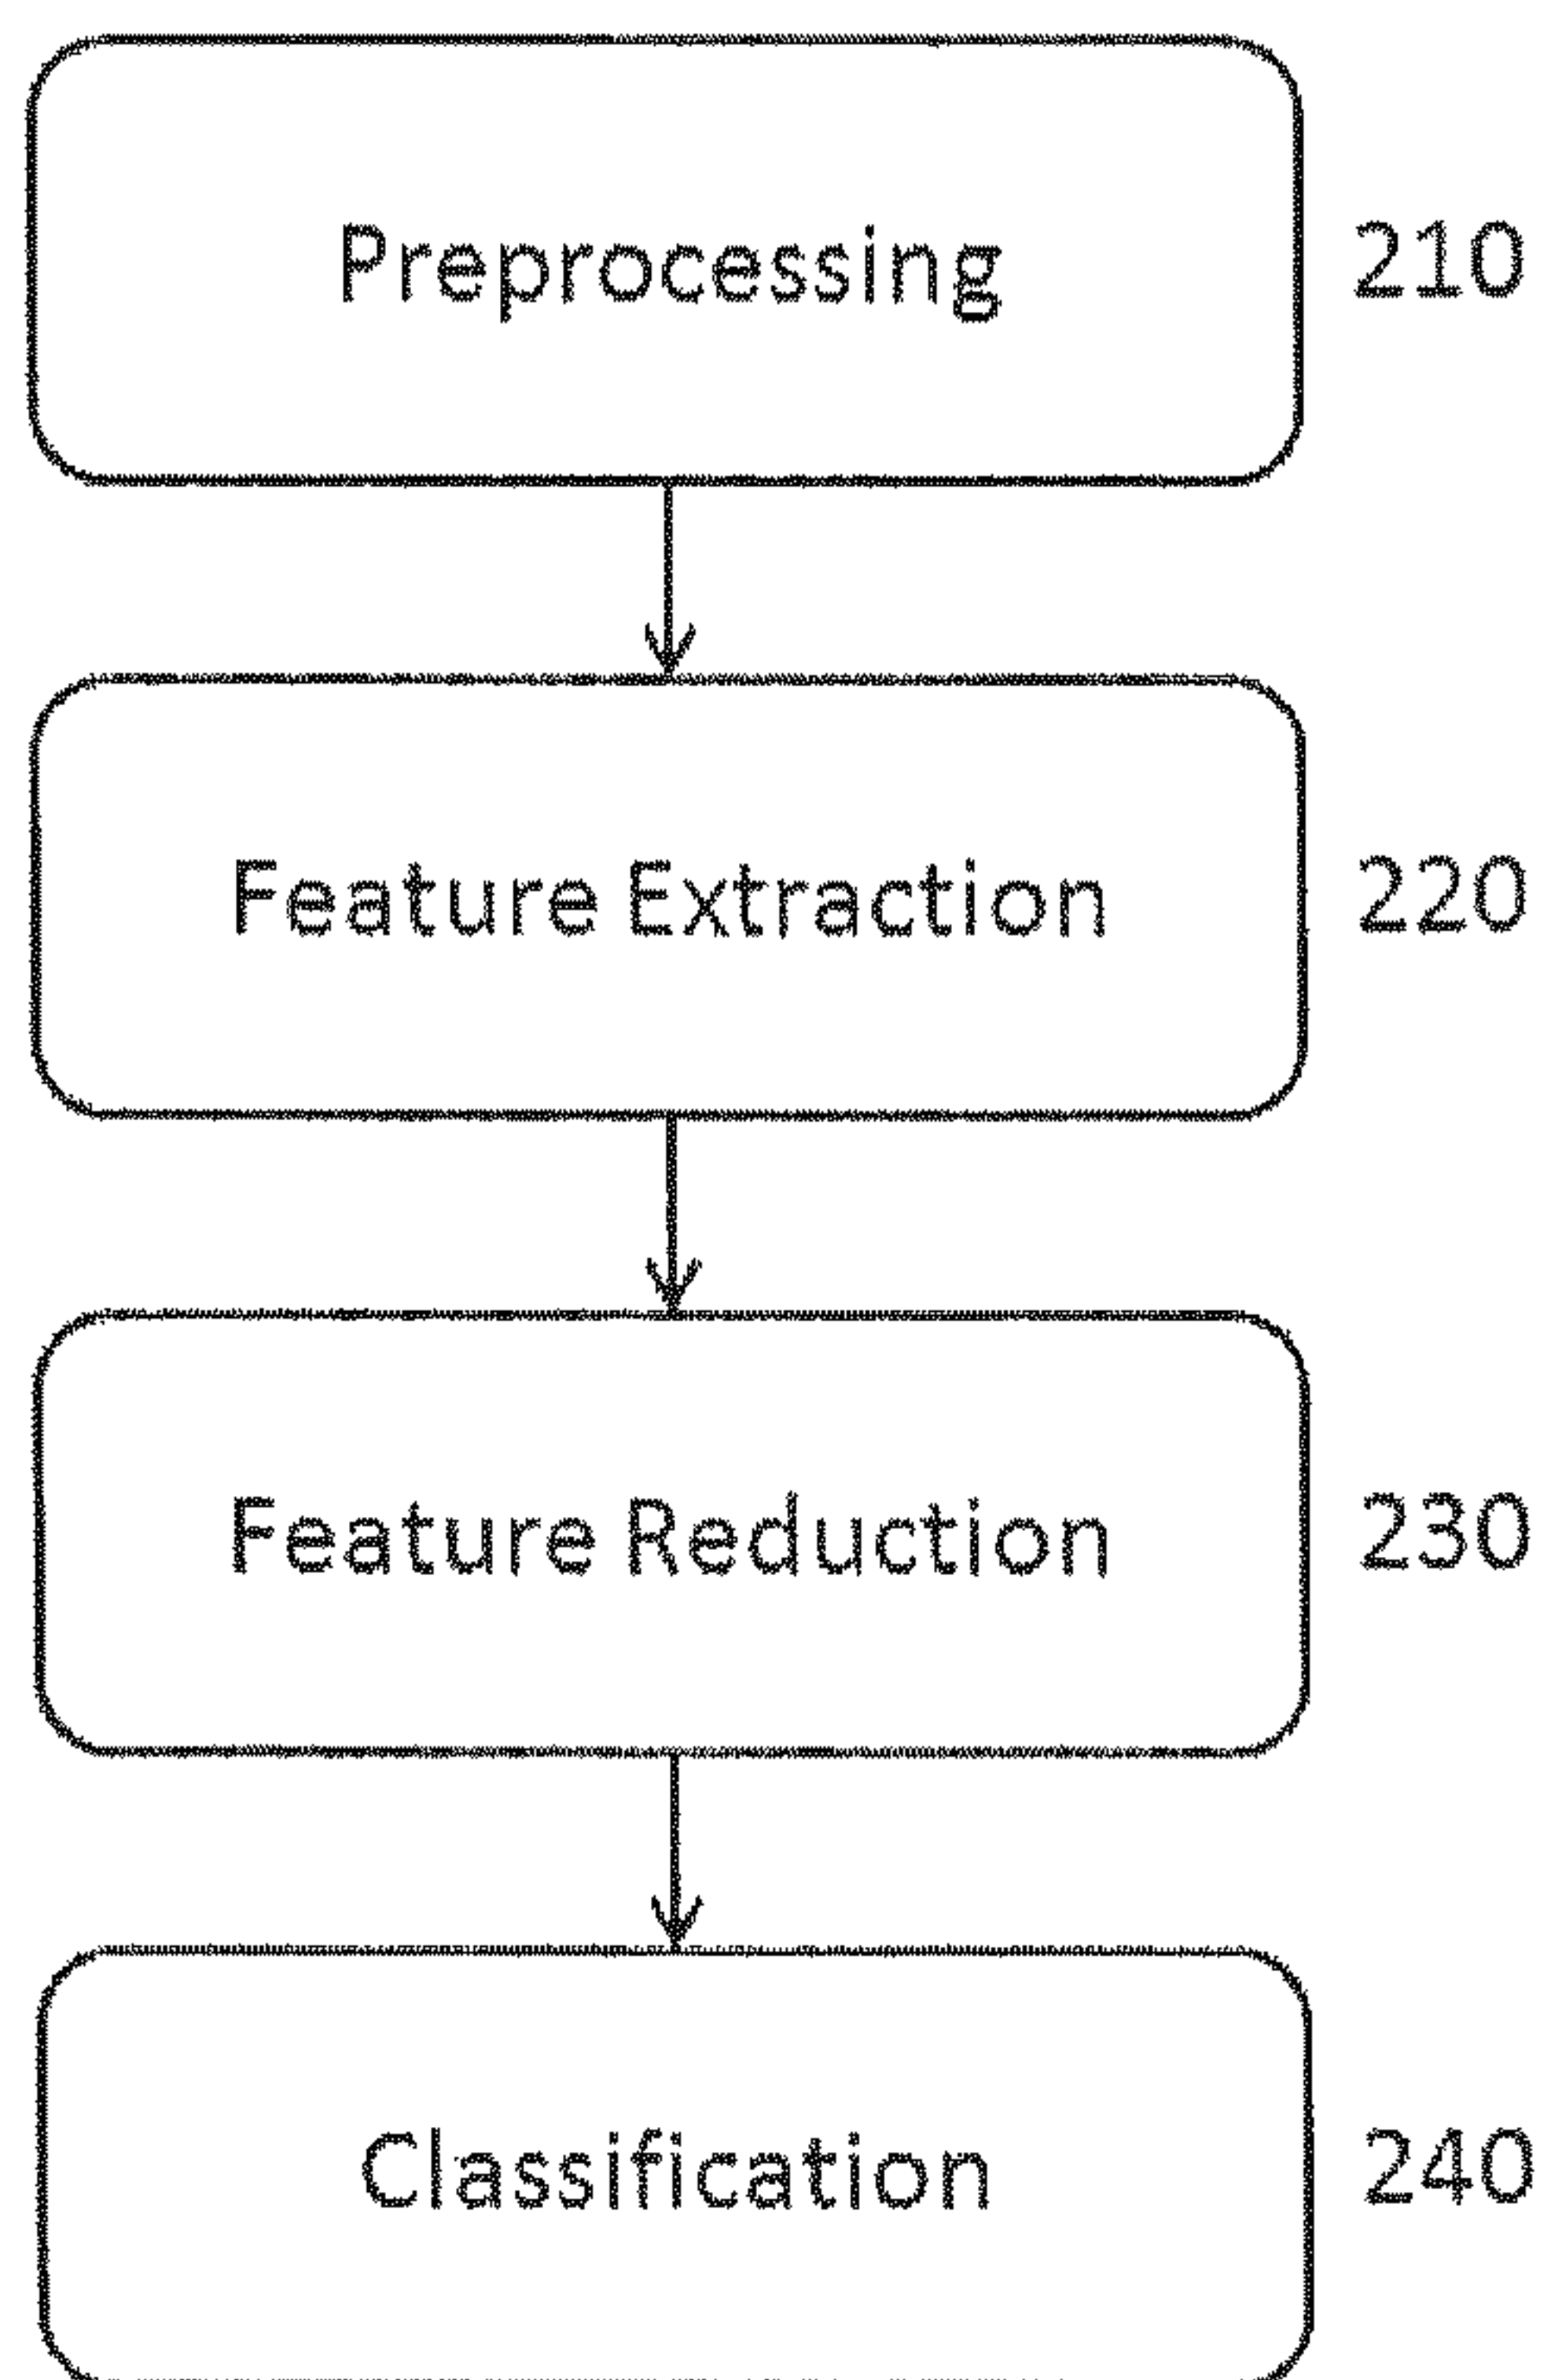 Preprocessing 210
Feature Extraction 220
Feature Reduction 230
Classification 240